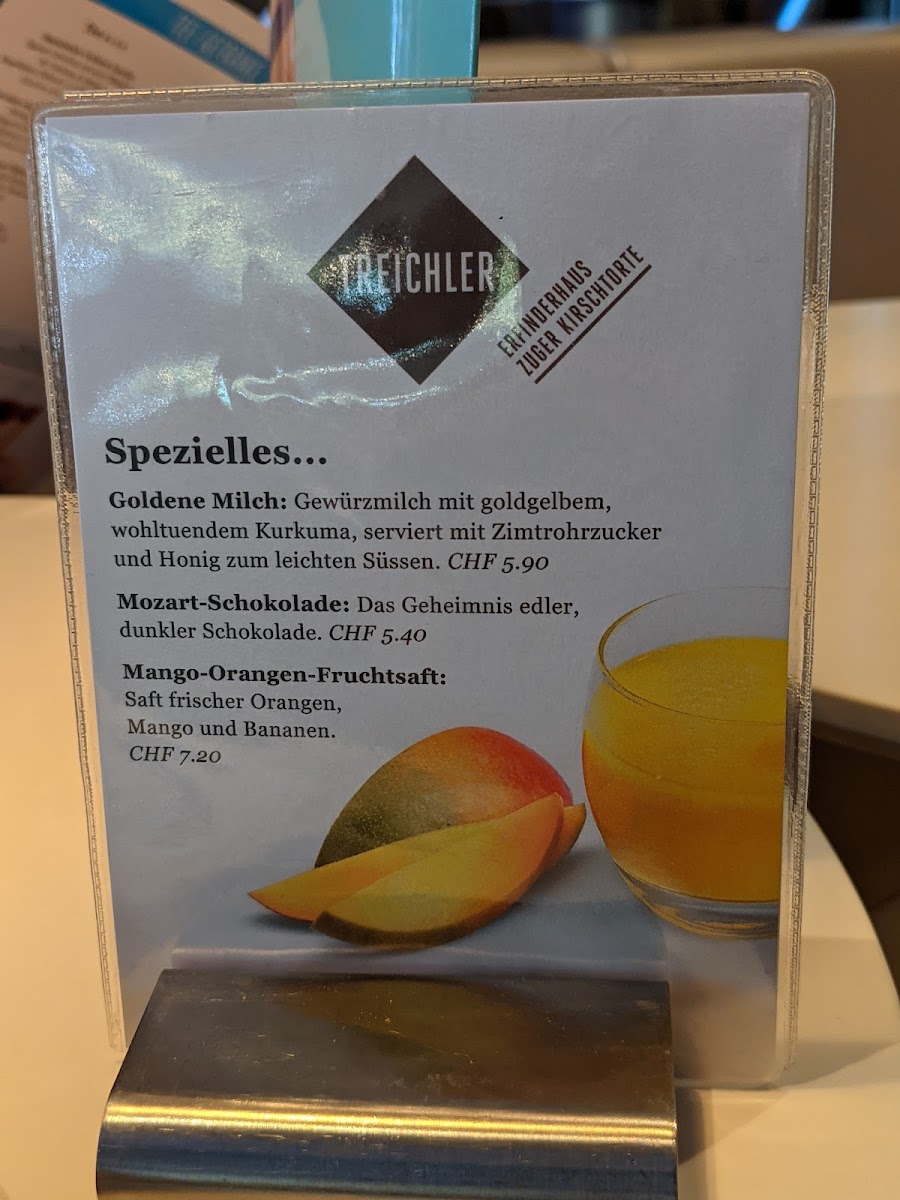 TREICHLER
ERFINDERHAUS
ZUGER KIRSCHTORTE
Spezielles...
Goldene Milch: Gewürzmilch mit goldgelbem,
wohltuendem Kurkuma, serviert mit Zimtrohrzucker
und Honig zum leichten Süssen. CHF 5.90
Mozart-Schokolade: Das Geheimnis edler,
dunkler Schokolade. CHF 5.40
Mango-Orangen-Fruchtsaft:
Saft frischer Orangen,
Mango und Bananen.
CHF 7.20